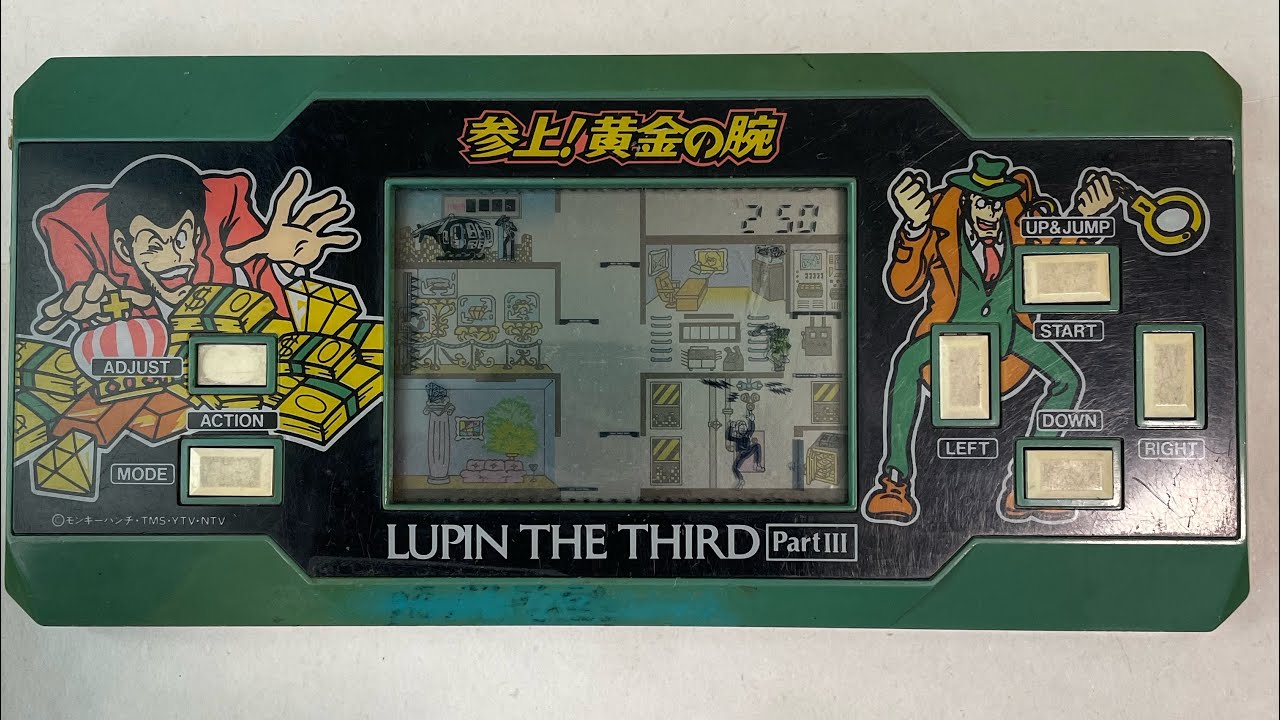 参上!黄金の腕
250
UP&JUMP
START
ADJUST
ACTION
DOWN
LEFT
RIGHT
MODE
©モンキーパンチ・TMS・YTV・NTV
LUPIN THE THIRD Part III